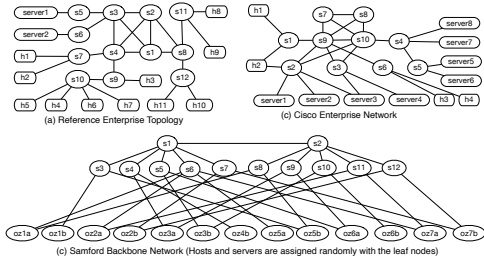 server1 s5 s3 s2 s11 h8
server2 s6
h1 s7 s4 s1 s8 h9
h2 s10 s9 h3 s12
h5 h4 h6 h7 h11 h10
(a) Reference Enterprise Topology
h1 s7 s8 server8
s1 s9 s10 s4 server7
h2 s2 s3 s6 s5 server5
server6
server1 server2 server3 server4 h3 h4
(c) Cisco Enterprise Network
s1 s2
s3 s4 s5 s6 s7 s8 s9 s10 s11 s12
oz1a oz1b oz2a oz2b oz3a oz3b oz4b oz5a oz5b oz6a oz6b oz7a oz7b
(c) Samford Backbone Network (Hosts and servers are assigned randomly with the leaf nodes)